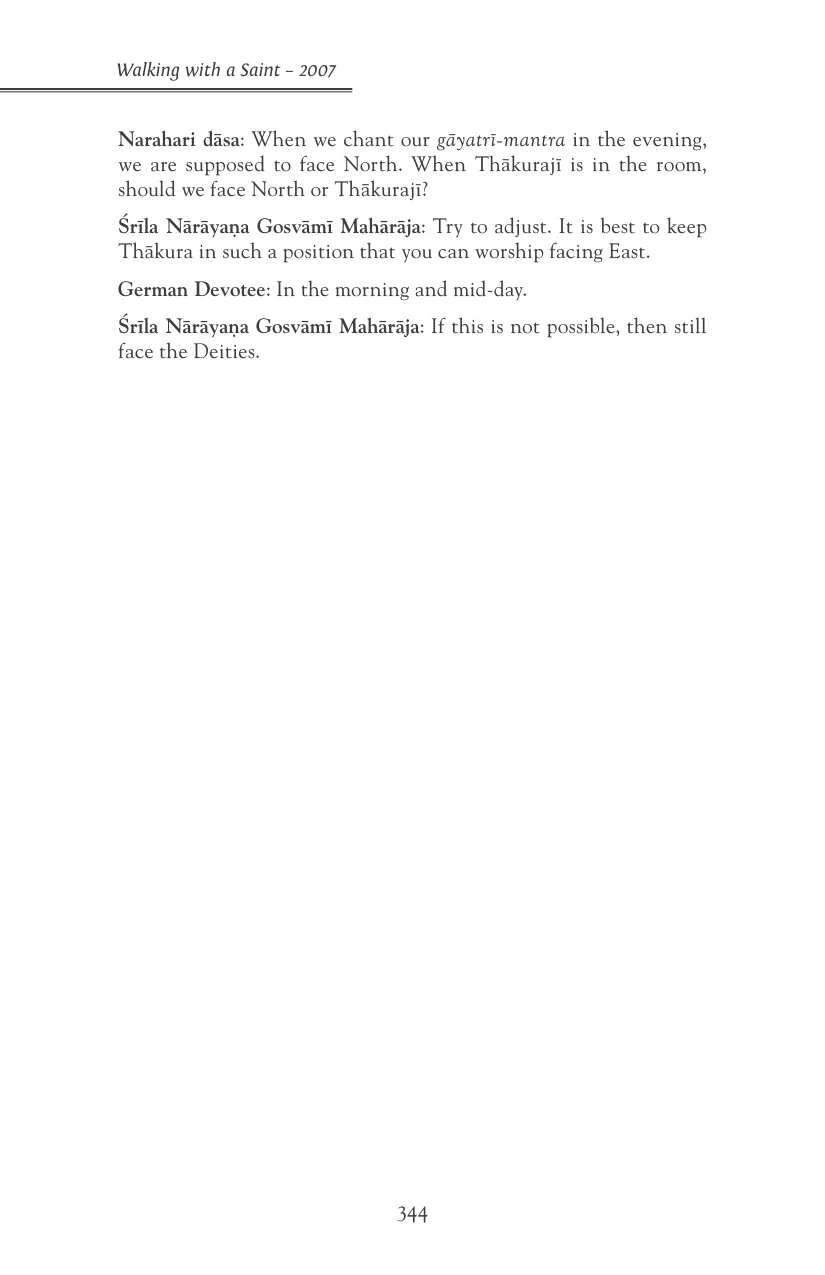 Walking with a Saint – 2007
Narahari dāsa: When we chant our gāyatrī-mantra in the evening,
we are supposed to face North. When Thākurajī is in the room,
should we face North or Thākurajī?
Śrīla Nārāyaṇa Gosvāmī Mahārāja: Try to adjust. It is best to keep
Thākura in such a position that you can worship facing East.
German Devotee: In the morning and mid-day.
Śrīla Nārāyaṇa Gosvāmī Mahārāja: If this is not possible, then still
face the Deities.
344